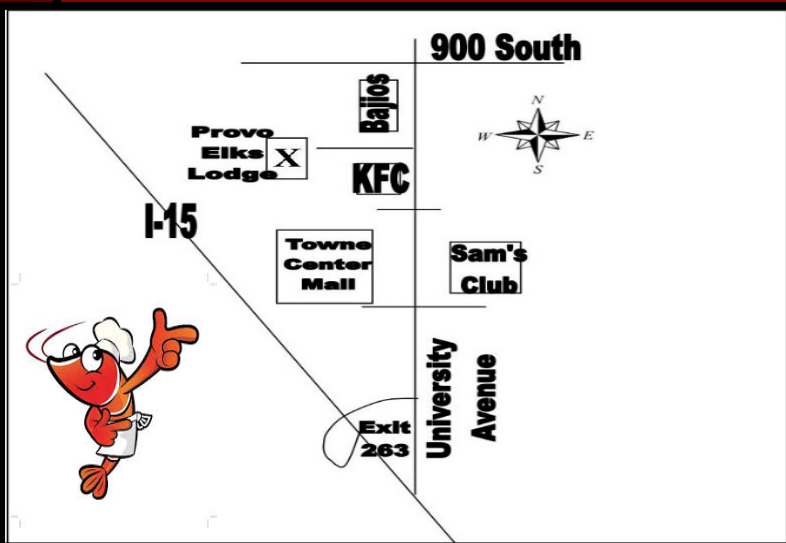 900 South
Bajios
N
W
E
S
Provo
Elks
Lodge
X
KFC
I-15
Towne
Center
Mall
Sam's
Club
University
Avenue
Exit
263